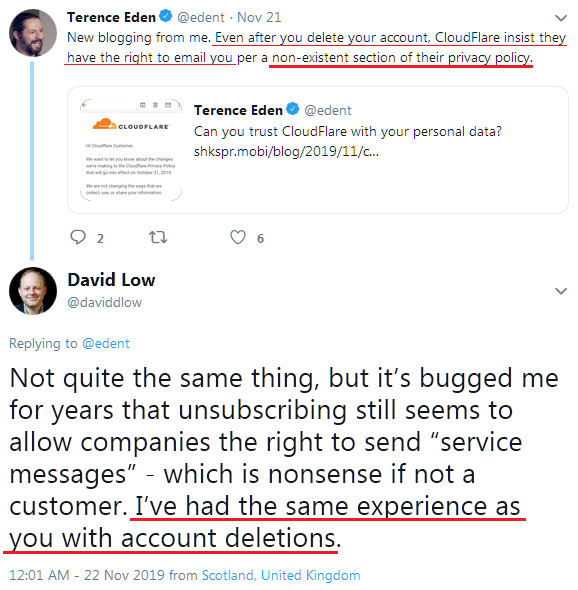 Terence Eden @edent · Nov 21
New blogging from me. Even after you delete your account, CloudFlare insist they
have the right to email you per a non-existent section of their privacy policy.
CLOUDFLARE
Hi Cloudflare Customer,
We want to let you know about the changes
we're making to the Cloudflare Privacy Policy
that will go into effect on October 31, 2019.
We are not changing the ways that we
collect, use, or share your information.
Terence Eden @edent
Can you trust CloudFlare with your personal data?
shkspr.mobi/blog/2019/11/c...
2
6
David Low
@daviddlow
Replying to @edent
Not quite the same thing, but it's bugged me
for years that unsubscribing still seems to
allow companies the right to send “service
messages” - which is nonsense if not a
customer. I've had the same experience as
you with account deletions.
12:01 AM - 22 Nov 2019 from Scotland, United Kingdom